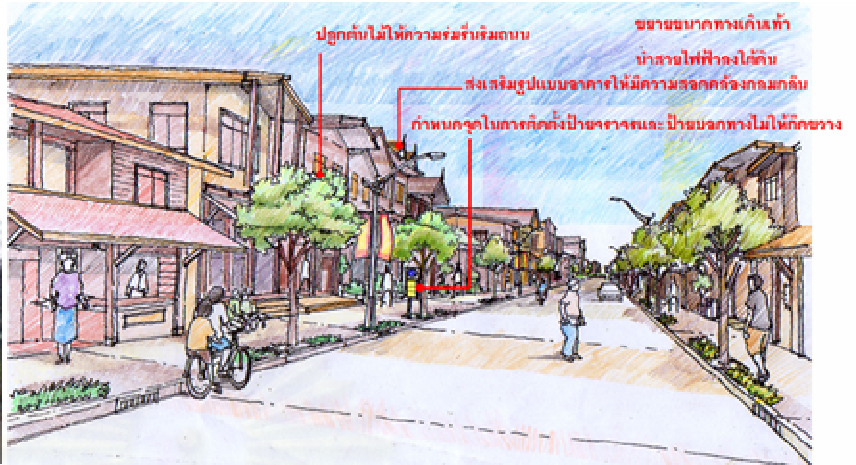 ขยายขนาดทางเดินเท้า
ปลูกต้นไม้ให้ความร่มรื่นริมถนน
นำสายไฟฟ้าลงใต้ดิน
ส่งเสริมรูปแบบอาคารให้มีความสอดคล้องกลมกลืน
กำหนดจุดในการติดตั้งป้ายจราจรและป้ายบอกทางไม่ให้กีดขวาง